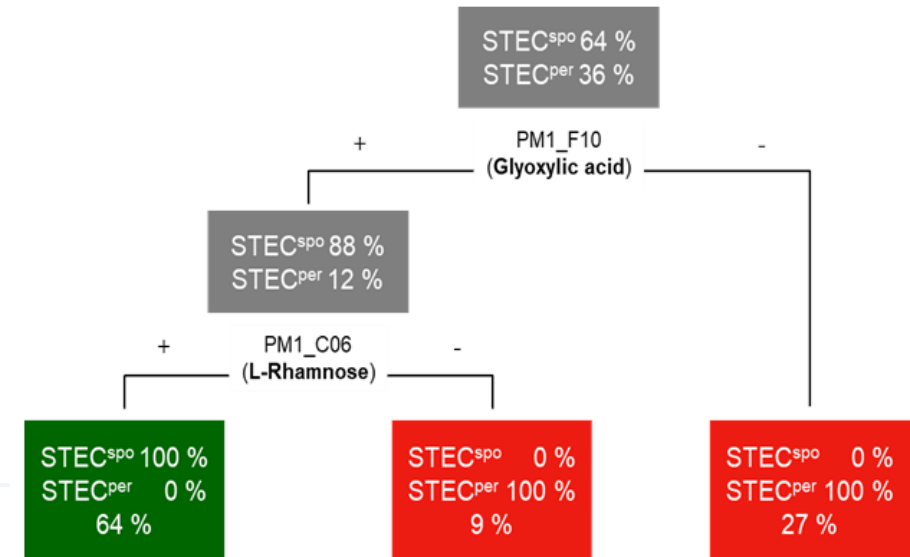 STECspo 64 %
STECper 36 %
+
PM1_F10
-
(Glyoxylic acid)
STECspo 88 %
STECper 12 %
+
PM1_C06
-
(L-Rhamnose)
STECspo 100 %
STECper 0 %
64 %
STECspo 0 %
STECper 100 %
9 %
STECspo 0 %
STECper 100 %
27 %